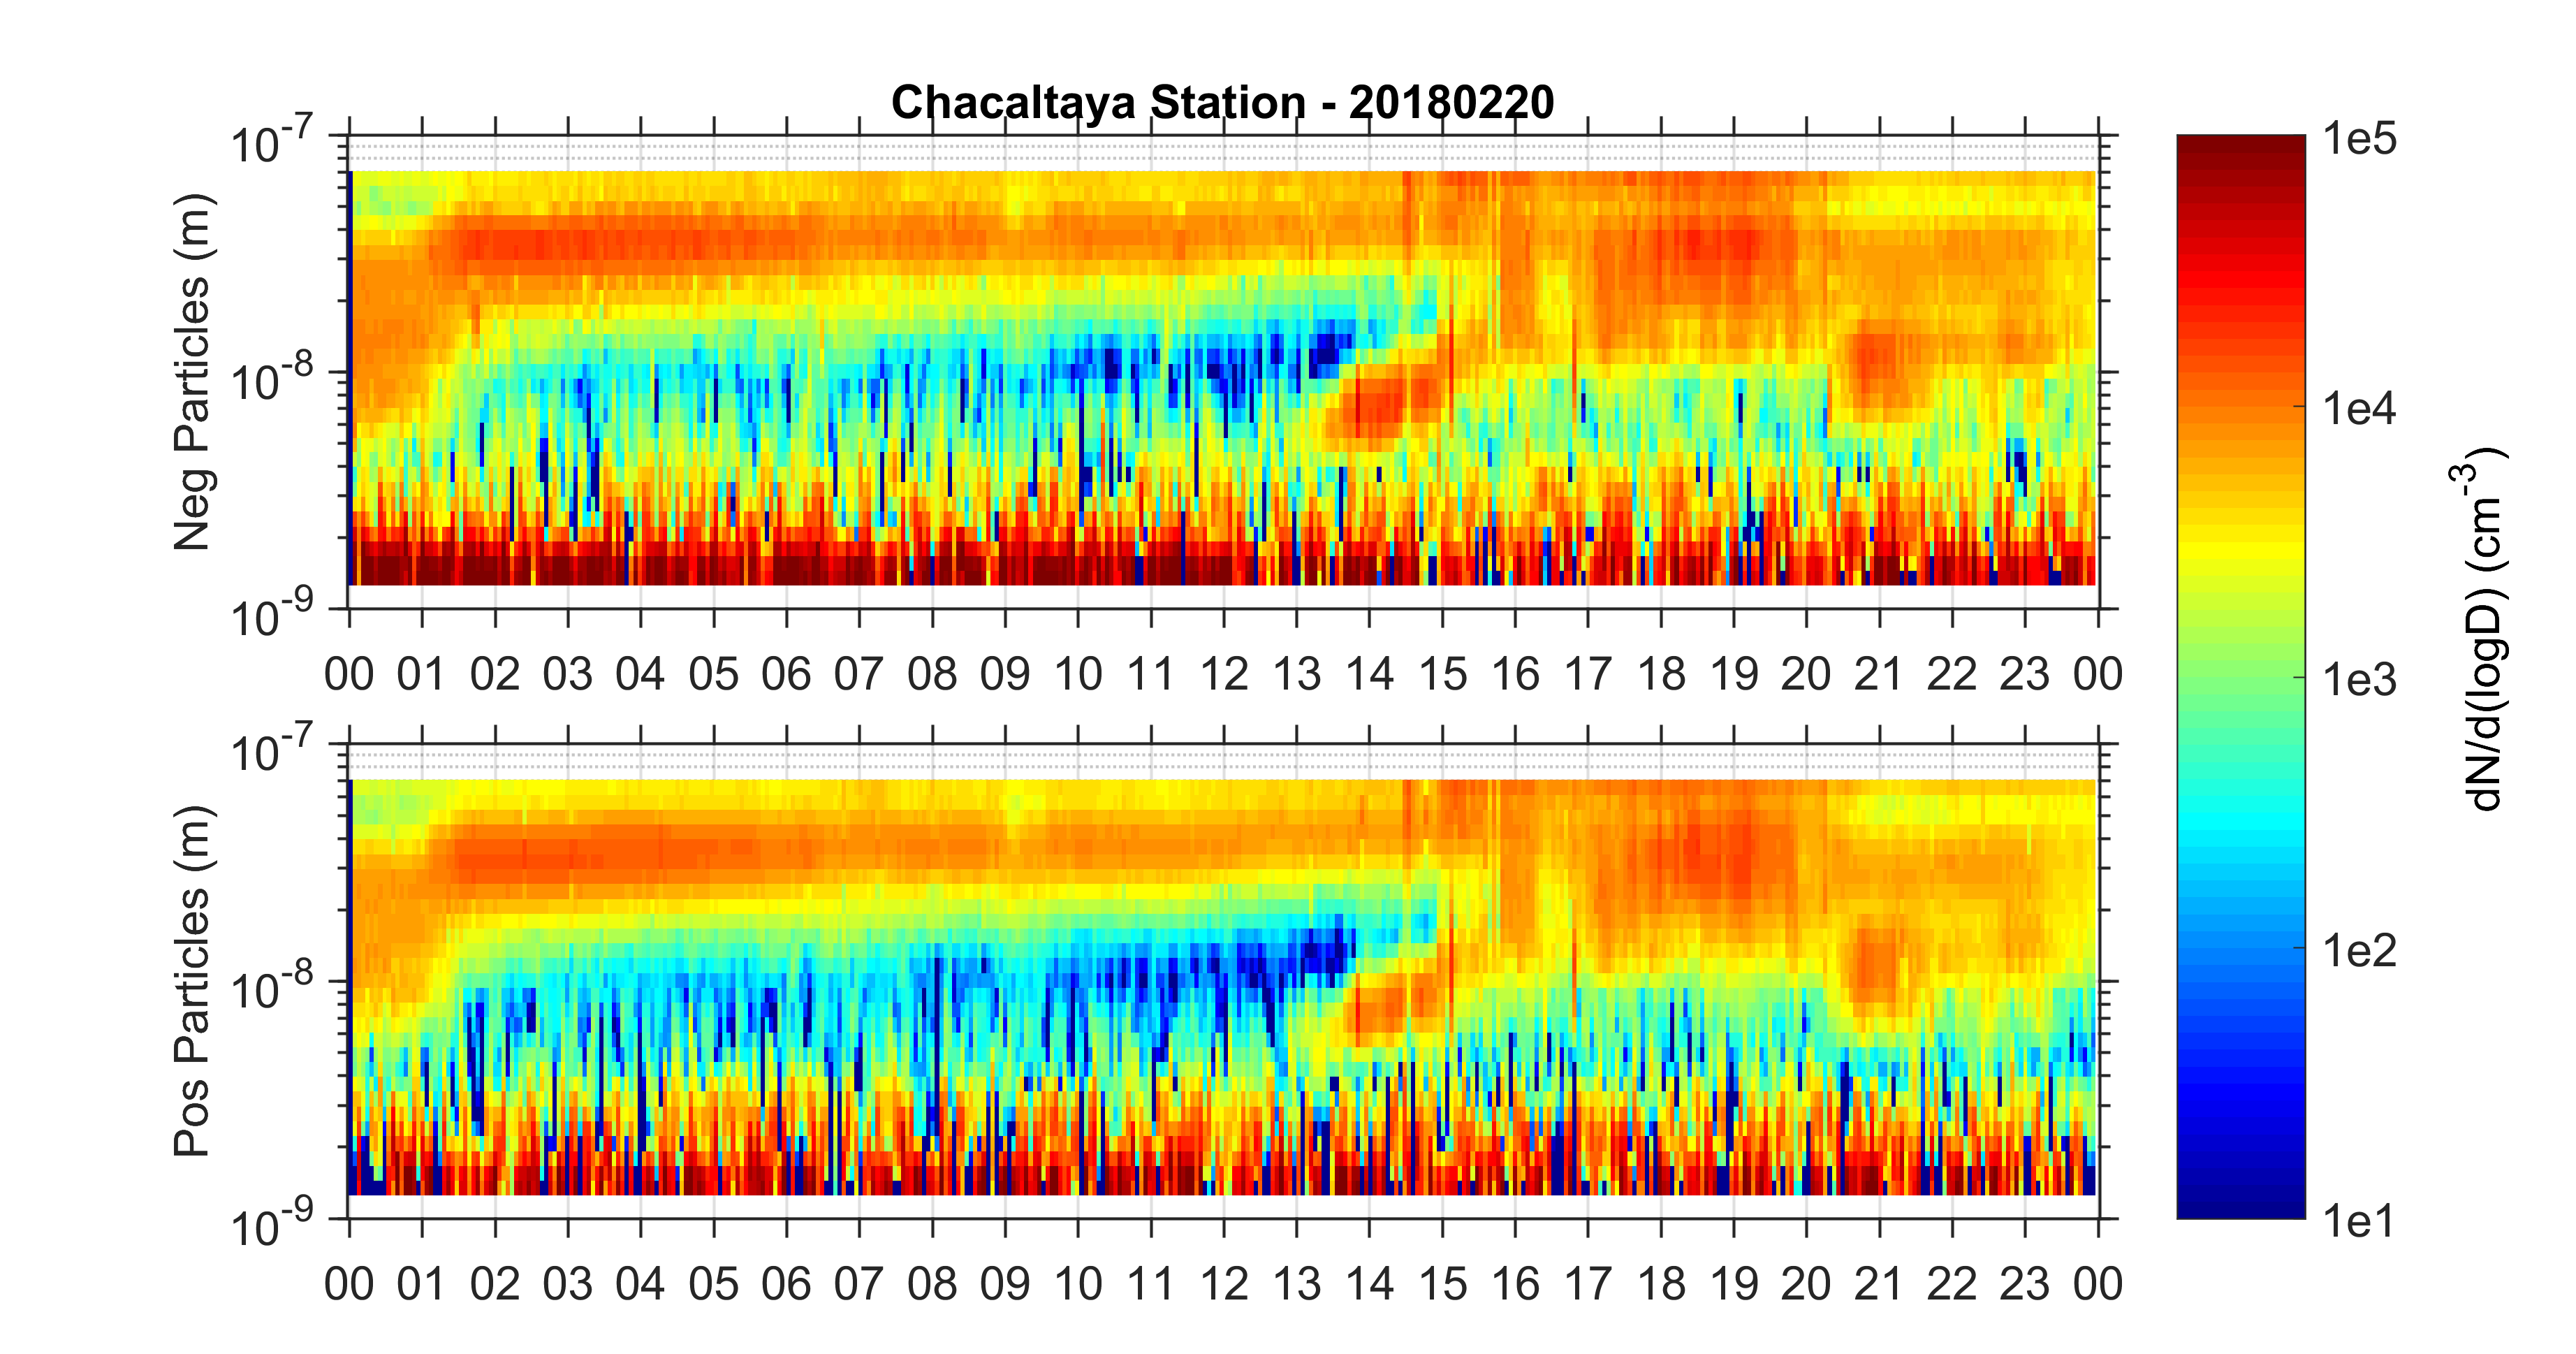 Chacaltaya Station - 20180220
10^-7
10^-8
10^-9
Neg Particles (m)
00 01 02 03 04 05 06 07 08 09 10 11 12 13 14 15 16 17 18 19 20 21 22 23 00
10^-7
10^-8
10^-9
Pos Particles (m)
00 01 02 03 04 05 06 07 08 09 10 11 12 13 14 15 16 17 18 19 20 21 22 23 00
1e5
1e4
1e3
1e2
1e1
dN/d(logD) (cm^-3)